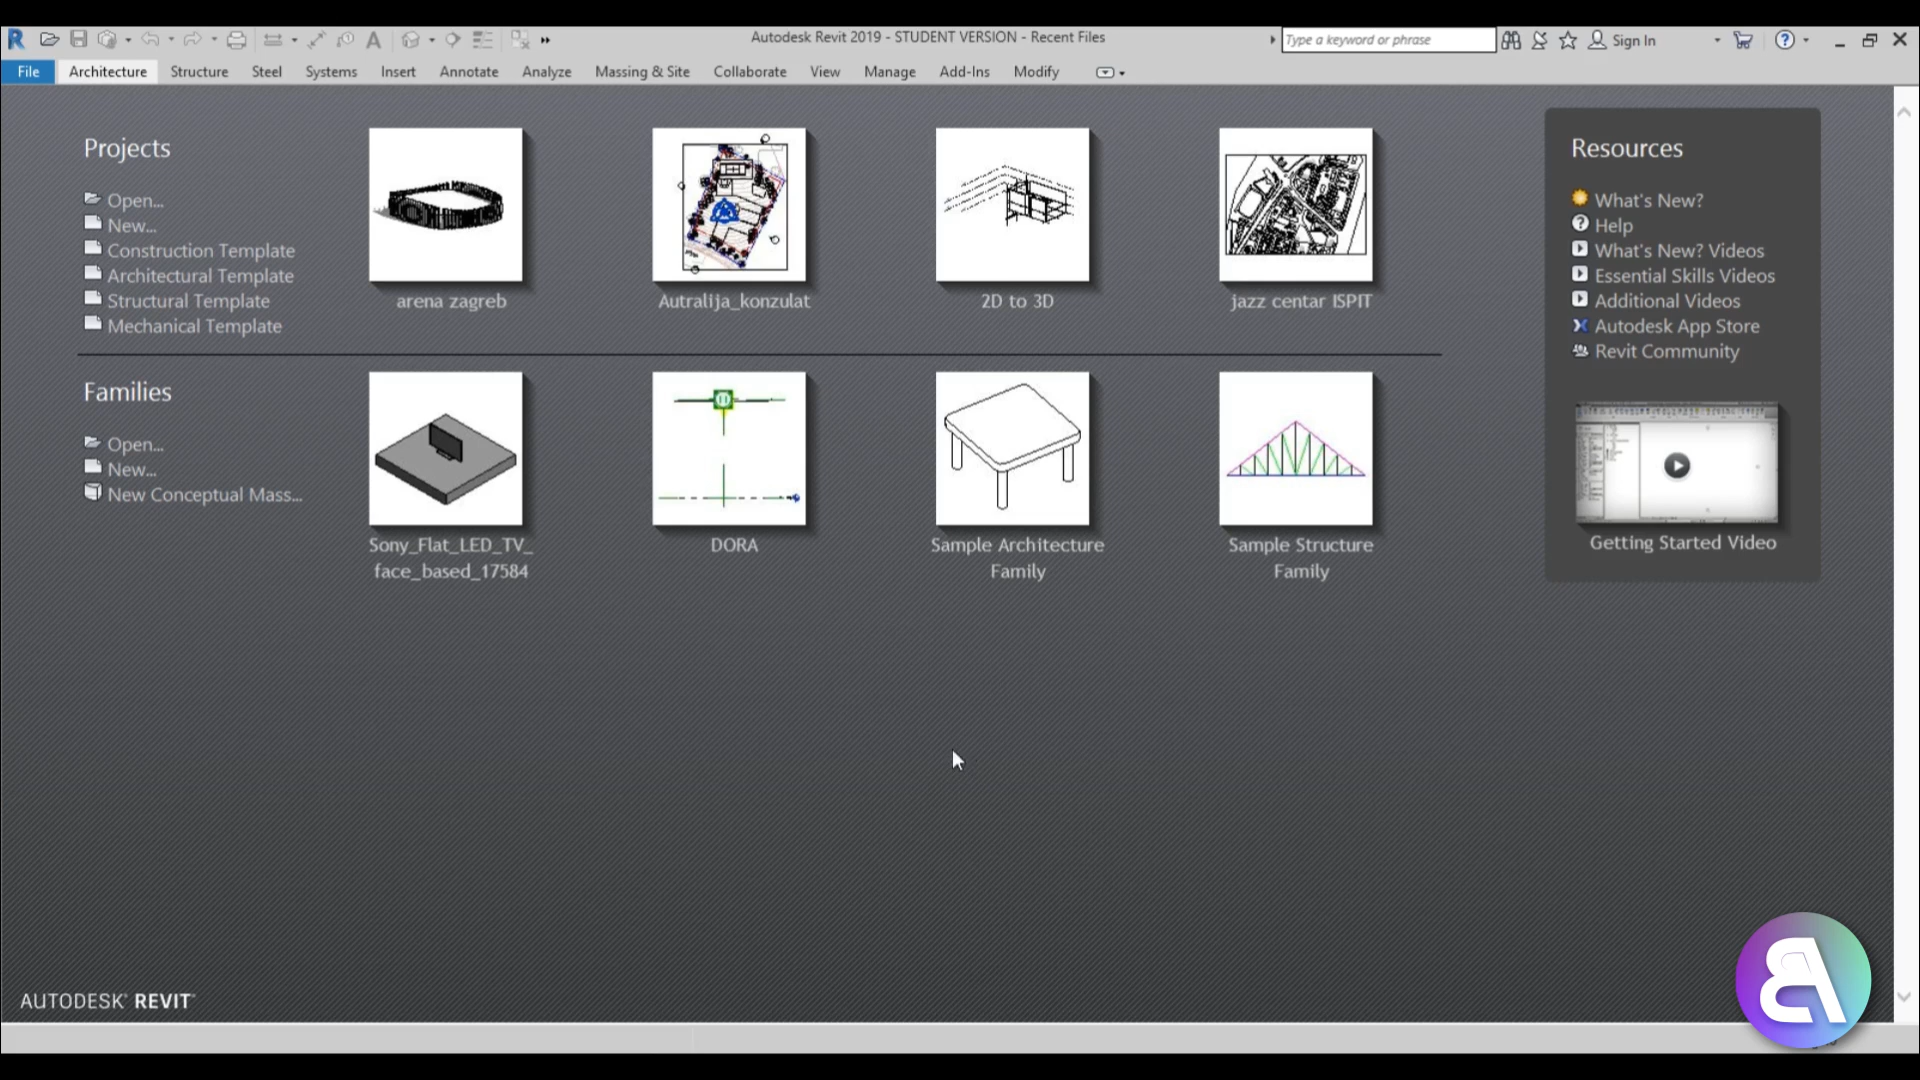 Autodesk Revit 2019 - STUDENT VERSION - Recent Files
Type a keyword or phrase
Sign In
File
Architecture
Structure
Steel
Systems
Insert
Annotate
Analyze
Massing & Site
Collaborate
View
Manage
Add-Ins
Modify
Projects
Open...
New...
Construction Template
Architectural Template
Structural Template
Mechanical Template
arena zagreb
Autralija_konzulat
2D to 3D
jazz centar ISPIT
Families
Open...
New...
New Conceptual Mass...
Sony_Flat_LED_TV_
face_based_17584
DORA
Sample Architecture
Family
Sample Structure
Family
Resources
What's New?
Help
What's New? Videos
Essential Skills Videos
Additional Videos
Autodesk App Store
Revit Community
Getting Started Video
AUTODESK® REVIT™